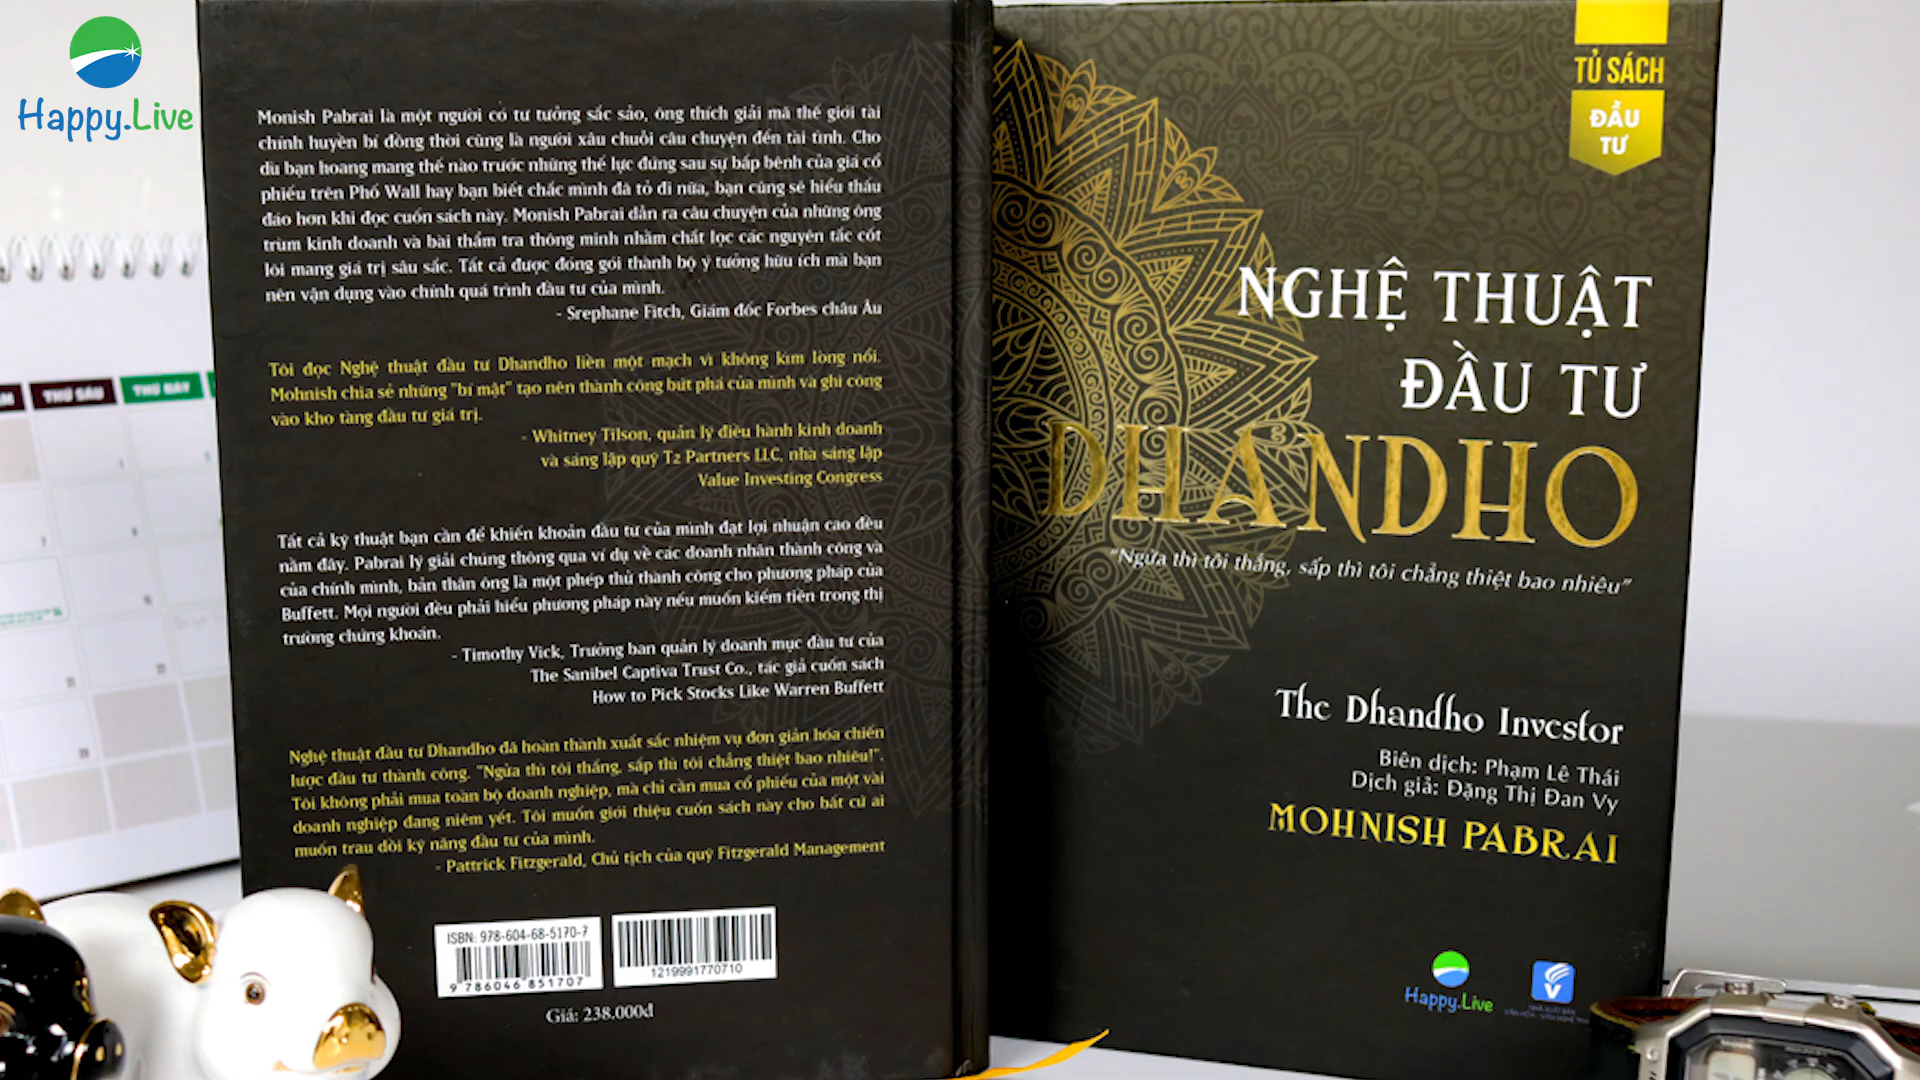 Happy.Live
Monish Pabrai là một người có tư tưởng sắc sảo, ông thích giải mã thế giới tài
chính huyền bí đồng thời cũng là người xâu chuỗi câu chuyện đến tài tình. Cho
dù bạn hoang mang thế nào trước những thế lực đứng sau sự bấp bênh của giá cổ
phiếu trên Phố Wall hay bạn biết chắc mình đã tỏ đi nữa, bạn cũng sẽ hiểu thấu
đáo hơn khi đọc cuốn sách này. Monish Pabrai dẫn ra câu chuyện của những ông
trùm kinh doanh và bài thẩm tra thông minh nhằm chắt lọc các nguyên tắc cốt
lõi mang giá trị sâu sắc. Tất cả được đóng gói thành bộ ý tưởng hữu ích mà bạn
nên vận dụng vào chính quá trình đầu tư của mình.
- Srephane Fitch, Giám đốc Forbes châu Âu
Tôi đọc Nghệ thuật đầu tư Dhandho liền một mạch vì không kìm lòng nổi.
Mohnish chia sẻ những "bí mật" tạo nên thành công bứt phá của mình và ghi công
vào kho tàng đầu tư giá trị.
- Whitney Tilson, quản lý điều hành kinh doanh
và sáng lập quỹ T2 Partners LLC, nhà sáng lập
Value Investing Congress
Tất cả kỹ thuật bạn cần để khiến khoản đầu tư của mình đạt lợi nhuận cao đều
nằm đây. Pabrai lý giải chúng thông qua ví dụ về các doanh nhân thành công và
của chính mình, bản thân ông là một phép thử thành công cho phương pháp của
Buffett. Mọi người đều phải hiểu phương pháp này nếu muốn kiếm tiền trong thị
trường chứng khoán.
- Timothy Vick, Trưởng ban quản lý doanh mục đầu tư của
The Sanibel Captiva Trust Co., tác giả cuốn sách
How to Pick Stocks Like Warren Buffett
Nghệ thuật đầu tư Dhandho đã hoàn thành xuất sắc nhiệm vụ đơn giản hóa chiến
lược đầu tư thành công. "Ngửa thì tôi thắng, sấp thì tôi chẳng thiệt bao nhiêu!".
Tôi không phải mua toàn bộ doanh nghiệp, mà chỉ cần mua cổ phiếu của một vài
doanh nghiệp đang niêm yết. Tôi muốn giới thiệu cuốn sách này cho bất cứ ai
muốn trau dồi kỹ năng đầu tư của mình.
- Pattrick Fitzgerald, Chủ tịch của quỹ Fitzgerald Management
ISBN: 978-604-68-5170-7
9 786046 851707
1219991770710
Giá: 238.000đ
TỦ SÁCH
ĐẦU
TƯ
NGHỆ THUẬT
ĐẦU TƯ
DHANDHO
"Ngửa thì tôi thắng, sấp thì tôi chẳng thiệt bao nhiêu"
The Dhandho Investor
Biên dịch: Phạm Lê Thái
Dịch giả: Đặng Thị Đan Vy
MOHNISH PABRAI
Happy.Live
THỨ SÁU
THỨ BẢY